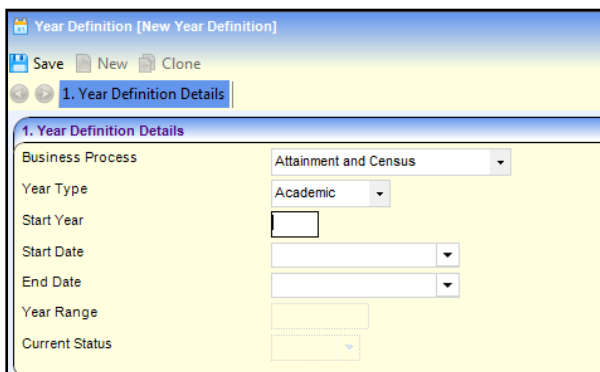 Year Definition [New Year Definition]
Save New Clone
1. Year Definition Details
1. Year Definition Details
Business Process Attainment and Census
Year Type Academic
Start Year
Start Date
End Date
Year Range
Current Status